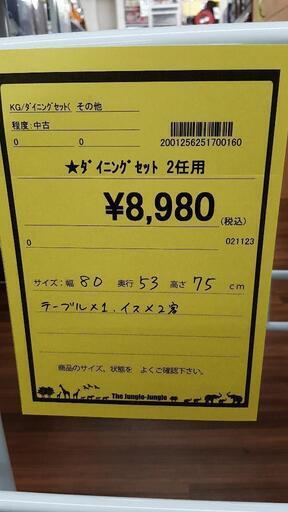 KG/ダイニングセット( その他
程度:中古
0 0
2001256251700160
★ﾀﾞｲﾆﾝｸﾞｾｯﾄ 2任用
¥8,980
(税込)
0 021123
サイズ:幅 80 奥行 53 高さ 75 cm
テーブル×1、イス×2客
商品のサイズ、状態を よくご確認下さい。
The Jungle-Jungle